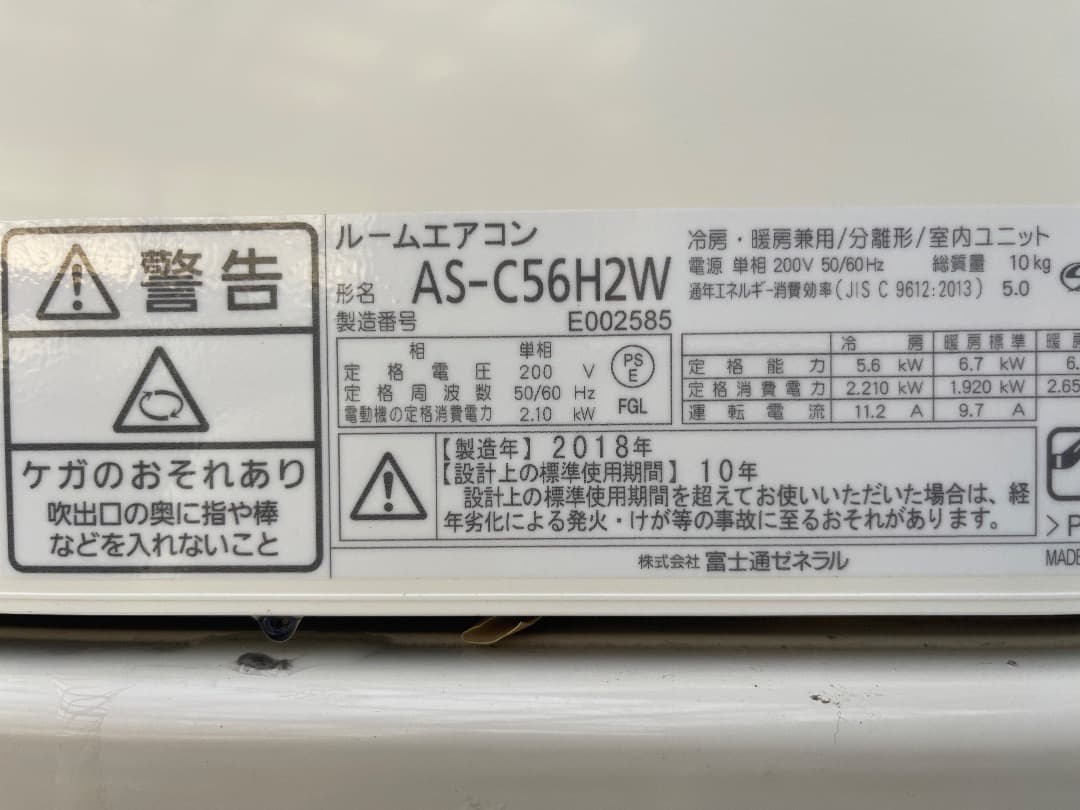 警告
ケガのおそれあり
吹出口の奥に指や棒
などを入れないこと
ルームエアコン
形名 AS-C56H2W
製造番号 E002585
冷房・暖房兼用/分離形/室内ユニット
電源 単相 200V 50/60Hz 総質量 10kg
通年エネルギー消費効率(JIS C 9612:2013) 5.0
相 単相
定格電圧 200 V
定格周波数 50/60 Hz
電動機の定格消費電力 2.10 kW
PS
E
FGL
冷房 暖房標準 暖房
定格能力 5.6 kW 6.7 kW 6.
定格消費電力 2.210 kW 1.920 kW 2.65
運転電流 11.2 A 9.7 A
【製造年】2018年
【設計上の標準使用期間】10年
設計上の標準使用期間を超えてお使いいただいた場合は、経
年劣化による発火・けが等の事故に至るおそれがあります。
株式会社 富士通ゼネラル
>P
MADE